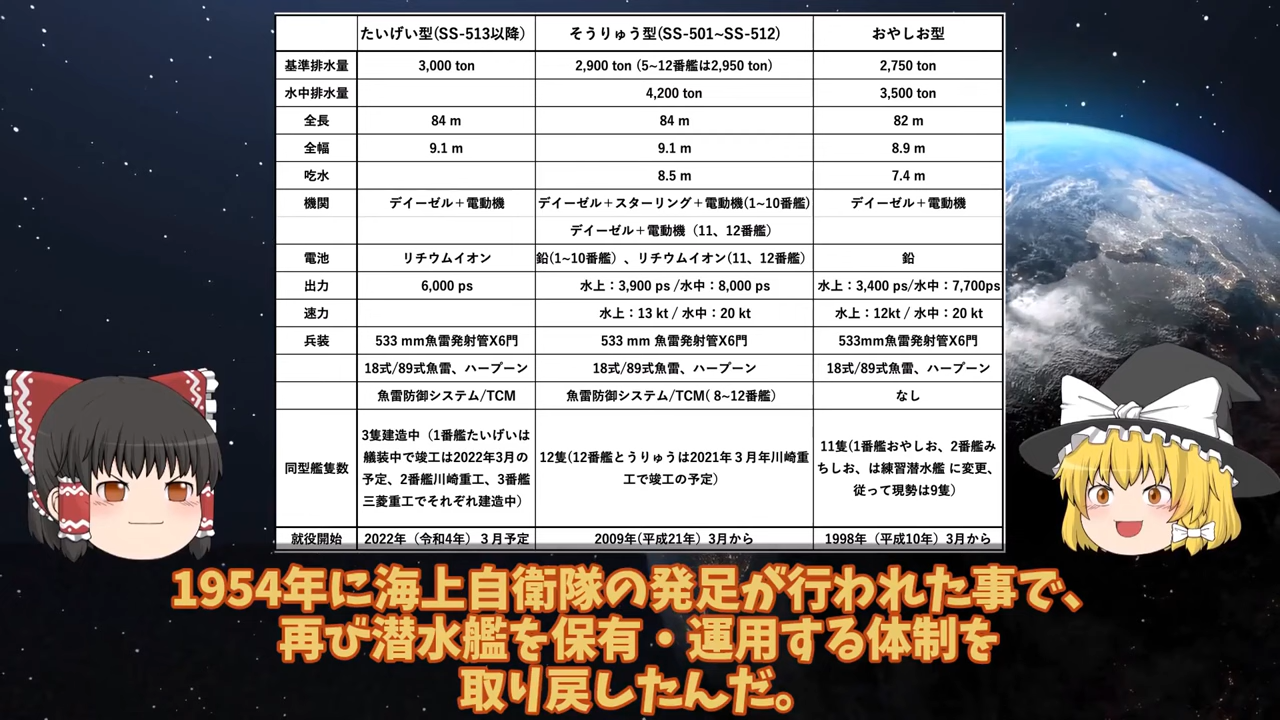 たいげい型(SS-513以降) そうりゅう型(SS-501~SS-512) おやしお型
基準排水量 3,000 ton 2,900 ton (5~12番艦は2,950 ton) 2,750 ton
水中排水量 4,200 ton 3,500 ton
全長 84 m 84 m 82 m
全幅 9.1 m 9.1 m 8.9 m
吃水 8.5 m 7.4 m
機関 デイーゼル＋電動機 デイーゼル＋スターリング＋電動機(1~10番艦) デイーゼル＋電動機
デイーゼル＋電動機（11、12番艦）
電池 リチウムイオン 鉛(1~10番艦）、リチウムイオン(11、12番艦） 鉛
出力 6,000 ps 水上：3,900 ps /水中：8,000 ps 水上：3,400 ps/水中：7,700ps
速力 水上：13 kt / 水中：20 kt 水上：12kt / 水中：20 kt
兵装 533 mm魚雷発射管X6門 533 mm 魚雷発射管X6門 533mm魚雷発射管X6門
18式/89式魚雷、ハープーン 18式/89式魚雷、ハープーン 18式/89式魚雷、ハープーン
魚雷防御システム/TCM 魚雷防御システム/TCM( 8~12番艦） なし
同型艦隻数
3隻建造中（1番艦たいげいは
艤装中で竣工は2022年3月の
予定、2番艦川崎重工、3番艦
三菱重工でそれぞれ建造中）
12隻(12番艦とうりゅうは2021年３月年川崎重
工で竣工の予定）
11隻(1番艦おやしお、2番艦み
ちしお、は練習潜水艦 に変更、
従って現勢は9隻）
就役開始 2022年（令和4年）３月予定 2009年(平成21年）3月から 1998年（平成10年）3月から
1954年に海上自衛隊の発足が行われた事で、
再び潜水艦を保有・運用する体制を
取り戻したんだ。